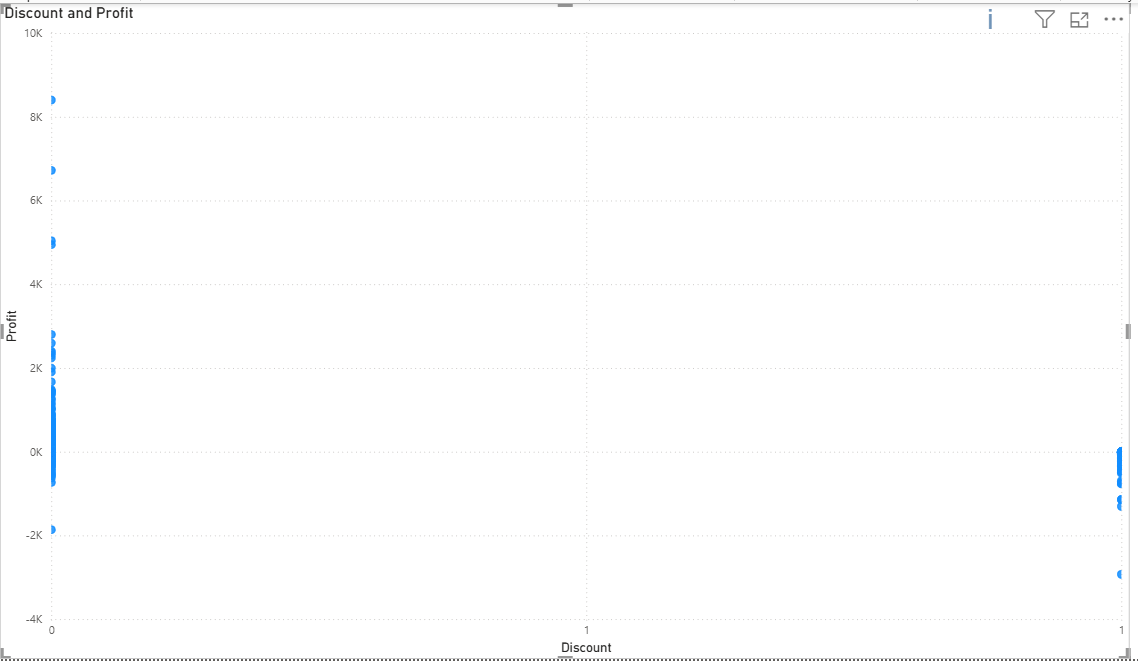 Discount and Profit
10K
8K
6K
4K
2K
0K
-2K
-4K
Profit
0
1
1
Discount